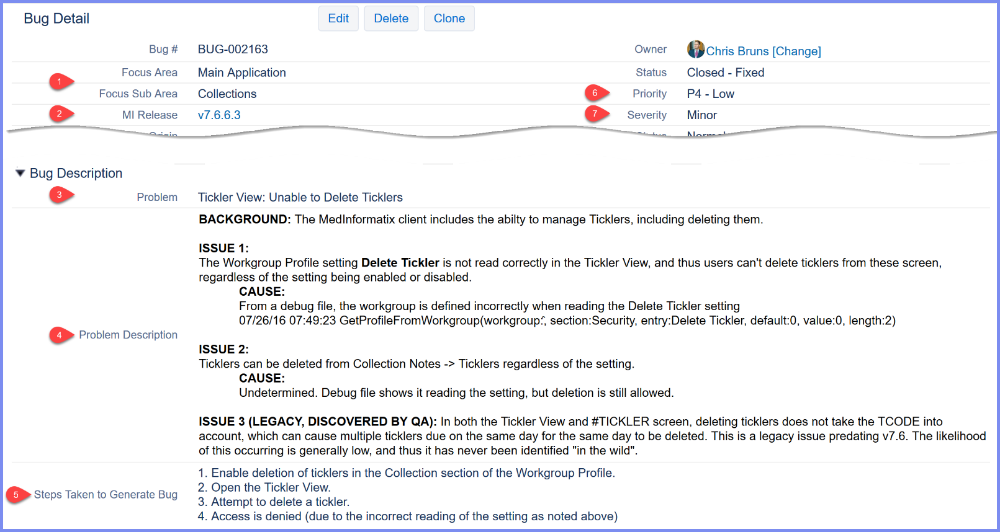 Bug Detail Edit Delete Clone
Bug # BUG-002163 Owner Chris Bruns [Change]
Focus Area Main Application Status Closed - Fixed
1
Focus Sub Area Collections 6 Priority P4 - Low
2 MI Release v7.6.6.3 7 Severity Minor
Origin Status Normal
Bug Description
3 Problem Tickler View: Unable to Delete Ticklers
BACKGROUND: The MedInformatix client includes the abilty to manage Ticklers, including deleting them.
ISSUE 1:
The Workgroup Profile setting Delete Tickler is not read correctly in the Tickler View, and thus users can't delete ticklers from these screen,
regardless of the setting being enabled or disabled.
CAUSE:
From a debug file, the workgroup is defined incorrectly when reading the Delete Tickler setting
07/26/16 07:49:23 GetProfileFromWorkgroup(workgroup:, section:Security, entry:Delete Tickler, default:0, value:0, length:2)
4 Problem Description
ISSUE 2:
Ticklers can be deleted from Collection Notes -> Ticklers regardless of the setting.
CAUSE:
Undetermined. Debug file shows it reading the setting, but deletion is still allowed.
ISSUE 3 (LEGACY, DISCOVERED BY QA): In both the Tickler View and #TICKLER screen, deleting ticklers does not take the TCODE into
account, which can cause multiple ticklers due on the same day for the same day to be deleted. This is a legacy issue predating v7.6. The likelihood
of this occurring is generally low, and thus it has never been identified "in the wild".
5 Steps Taken to Generate Bug
1. Enable deletion of ticklers in the Collection section of the Workgroup Profile.
2. Open the Tickler View.
3. Attempt to delete a tickler.
4. Access is denied (due to the incorrect reading of the setting as noted above)